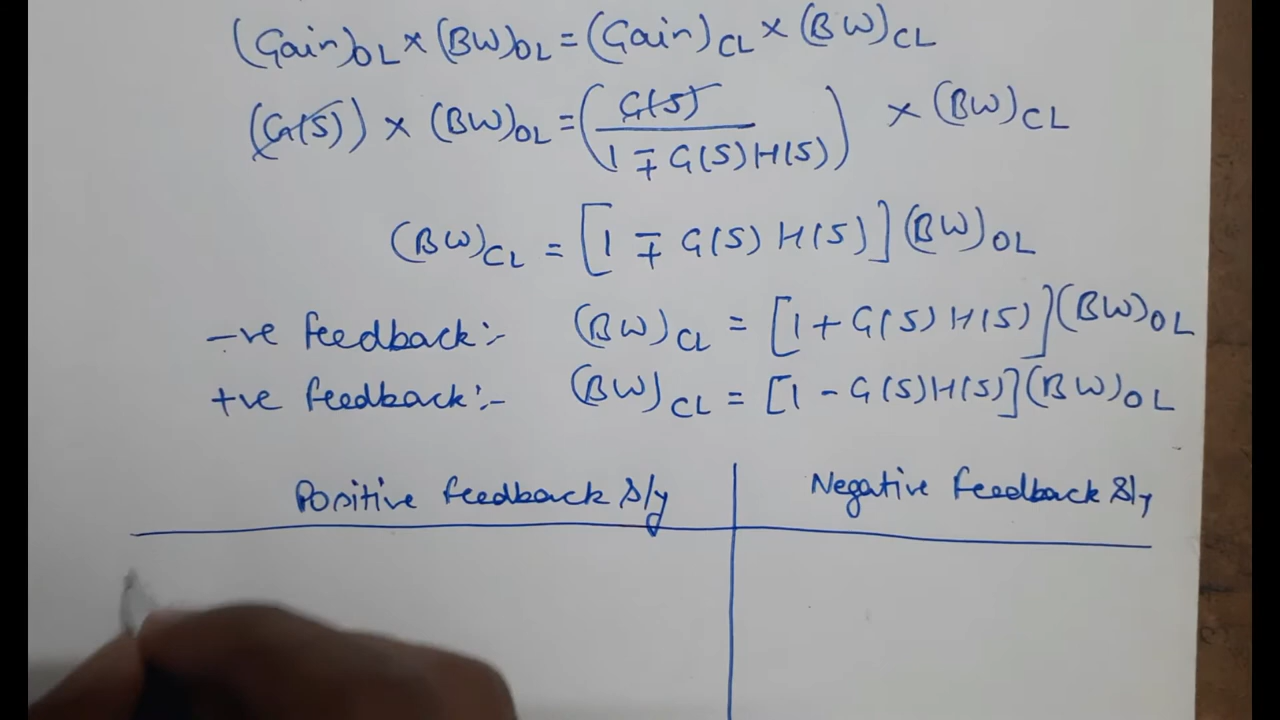 (Gain)OL × (BW)OL = (Gain)CL × (BW)CL
(G(S)) × (BW)OL = (G(S) / 1 ∓ G(S)H(S)) × (BW)CL
(BW)CL = [1 ∓ G(S) H(S)] (BW)OL
-ve feedback:- (BW)CL = [1 + G(S) H(S)] (BW)OL
+ve feedback:- (BW)CL = [1 - G(S)H(S)] (BW)OL
Positive feedback S/y Negative feedback S/y